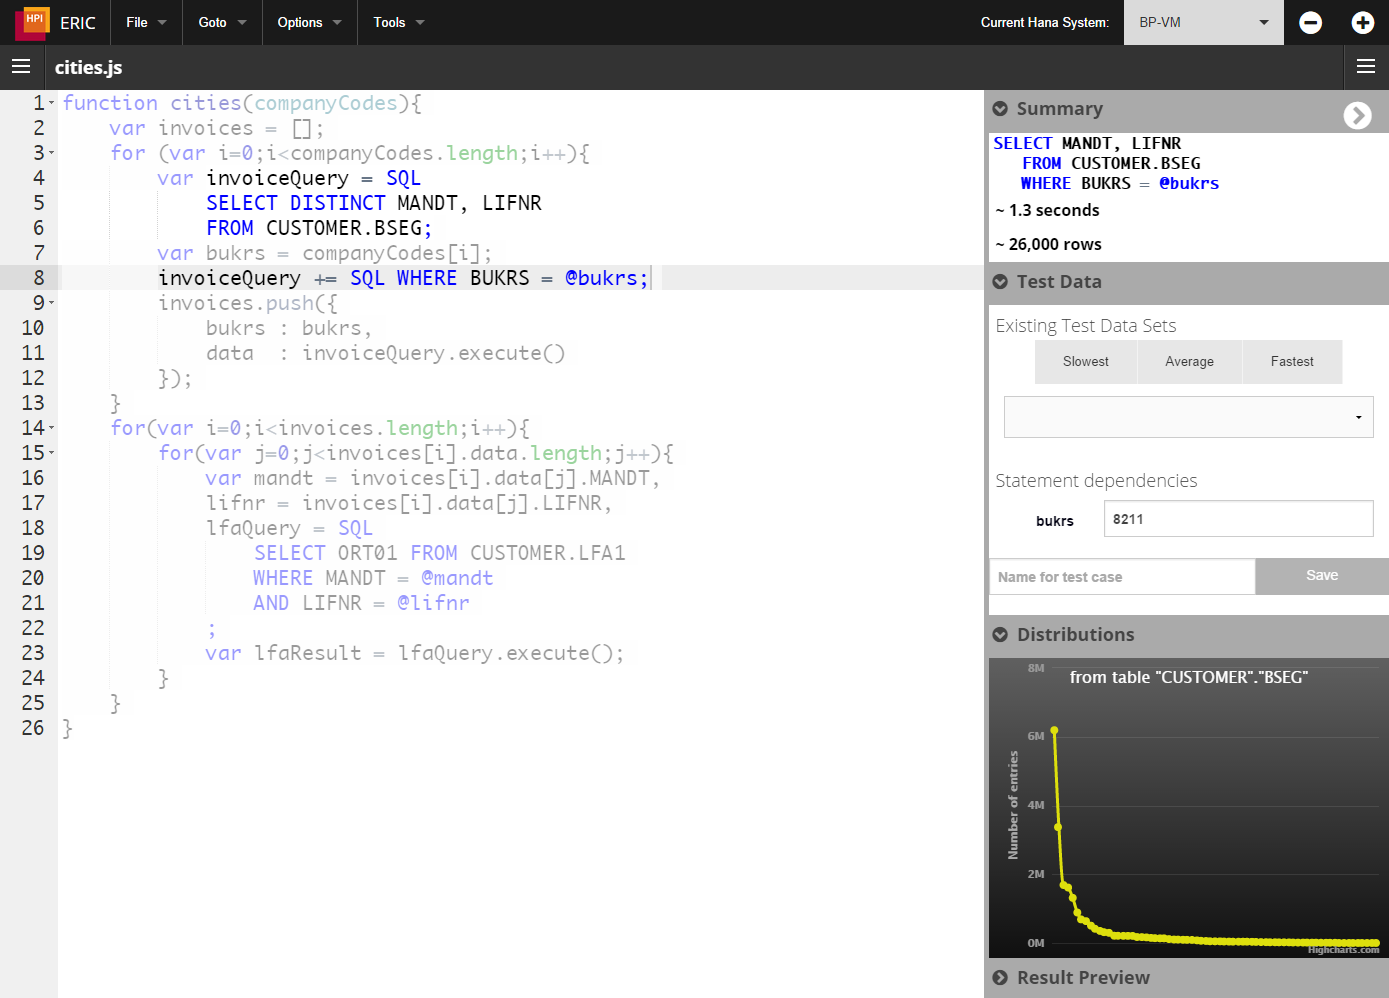 HPI ERIC File Goto Options Tools Current Hana System: BP-VM
cities.js
1 function cities(companyCodes){
2 var invoices = [];
3 for (var i=0;i<companyCodes.length;i++){
4 var invoiceQuery = SQL
5 SELECT DISTINCT MANDT, LIFNR
6 FROM CUSTOMER.BSEG;
7 var bukrs = companyCodes[i];
8 invoiceQuery += SQL WHERE BUKRS = @bukrs;
9 invoices.push({
10 bukrs : bukrs,
11 data : invoiceQuery.execute()
12 });
13 }
14 for(var i=0;i<invoices.length;i++){
15 for(var j=0;j<invoices[i].data.length;j++){
16 var mandt = invoices[i].data[j].MANDT,
17 lifnr = invoices[i].data[j].LIFNR,
18 lfaQuery = SQL
19 SELECT ORT01 FROM CUSTOMER.LFA1
20 WHERE MANDT = @mandt
21 AND LIFNR = @lifnr
22 ;
23 var lfaResult = lfaQuery.execute();
24 }
25 }
26 }
Summary
SELECT MANDT, LIFNR
FROM CUSTOMER.BSEG
WHERE BUKRS = @bukrs
~ 1.3 seconds
~ 26,000 rows
Test Data
Existing Test Data Sets
Slowest Average Fastest
Statement dependencies
bukrs 8211
Name for test case Save
Distributions
from table "CUSTOMER"."BSEG"
Number of entries
8M
6M
4M
2M
0M
Highcharts.com
Result Preview